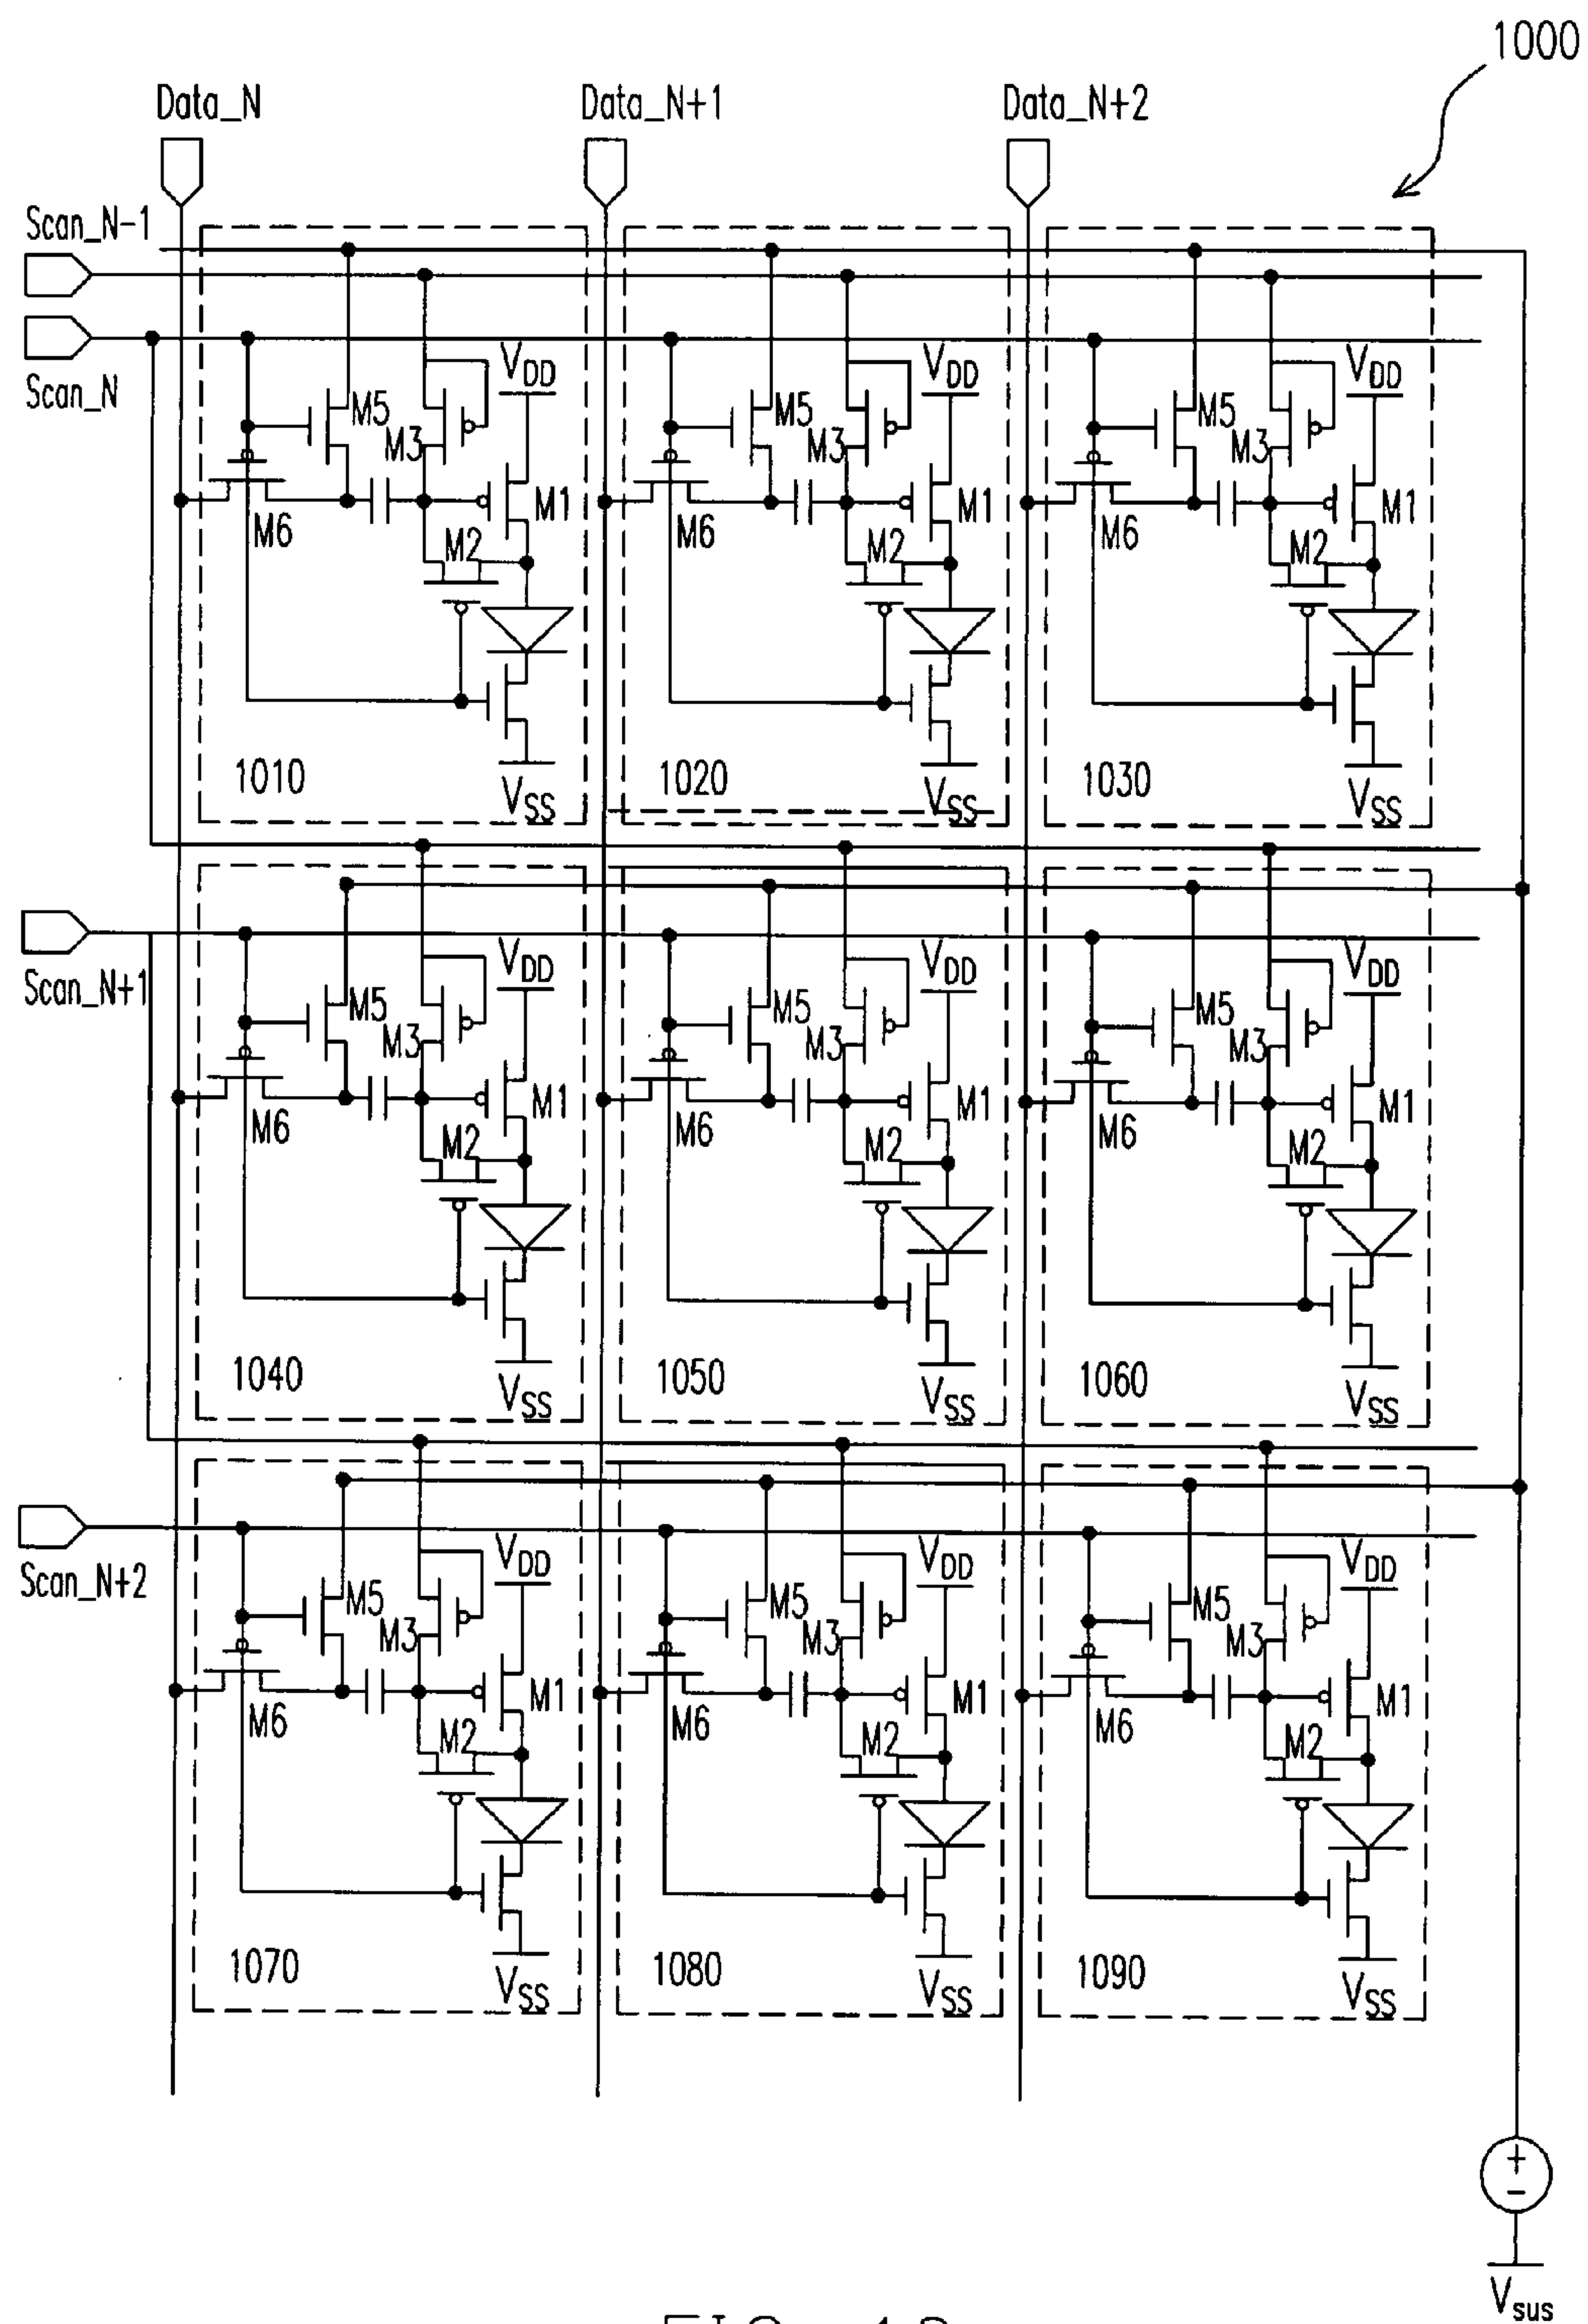 1000
Data_N Data_N+1 Data_N+2
Scan_N-1
Scan_N
VDD VDD VDD
M5 M5 M5
M3 M3 M3
M1 M1 M1
M6 M6 M6
M2 M2 M2
1010 1020 1030
VSS VSS VSS
Scan_N+1
VDD VDD VDD
M5 M5 M5
M3 M3 M3
M1 M1 M1
M6 M6 M6
M2 M2 M2
1040 1050 1060
VSS VSS VSS
Scan_N+2
VDD VDD VDD
M5 M5 M5
M3 M3 M3
M1 M1 M1
M6 M6 M6
M2 M2 M2
1070 1080 1090
VSS VSS VSS
+
-
Vsus